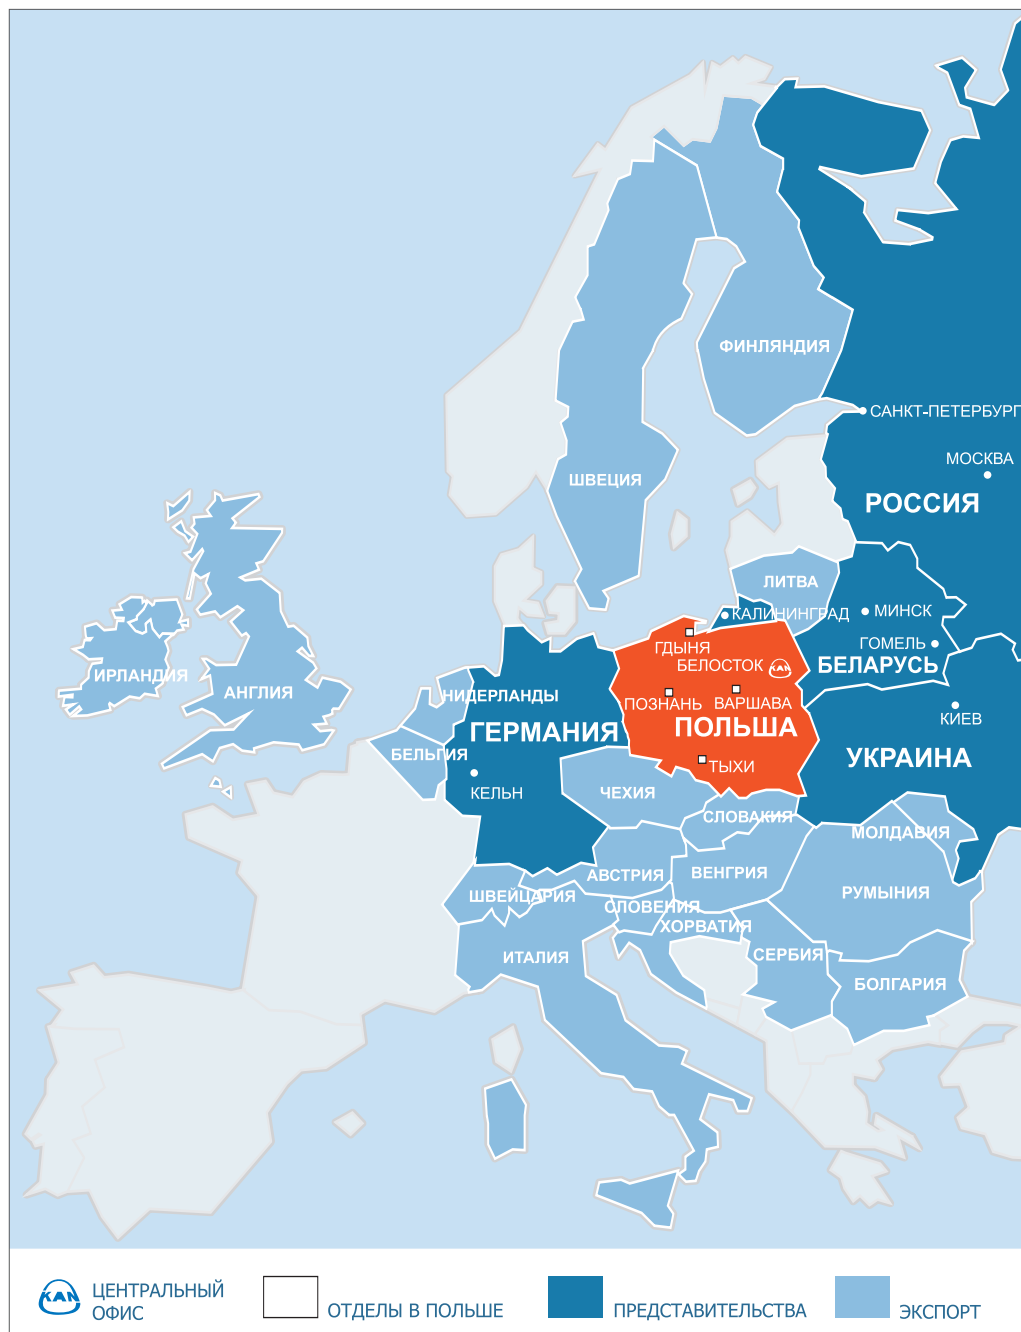 ФИНЛЯНДИЯ
САНКТ-ПЕТЕРБУРГ
МОСКВА
ШВЕЦИЯ
РОССИЯ
ЛИТВА
КАЛИНИНГРАД
МИНСК
ГДЫНЯ
ГОМЕЛЬ
БЕЛОСТОК
KAN
БЕЛАРУСЬ
ИРЛАНДИЯ
АНГЛИЯ
НИДЕРЛАНДЫ
ПОЗНАНЬ
ВАРШАВА
КИЕВ
ГЕРМАНИЯ
ПОЛЬША
БЕЛЬГИЯ
УКРАИНА
ТЫХИ
КЕЛЬН
ЧЕХИЯ
СЛОВАКИЯ
МОЛДАВИЯ
АВСТРИЯ
ВЕНГРИЯ
ШВЕЙЦАРИЯ
РУМЫНИЯ
СЛОВЕНИЯ
ХОРВАТИЯ
ИТАЛИЯ
СЕРБИЯ
БОЛГАРИЯ
KAN
ЦЕНТРАЛЬНЫЙ
ОФИС
ОТДЕЛЫ В ПОЛЬШЕ
ПРЕДСТАВИТЕЛЬСТВА
ЭКСПОРТ